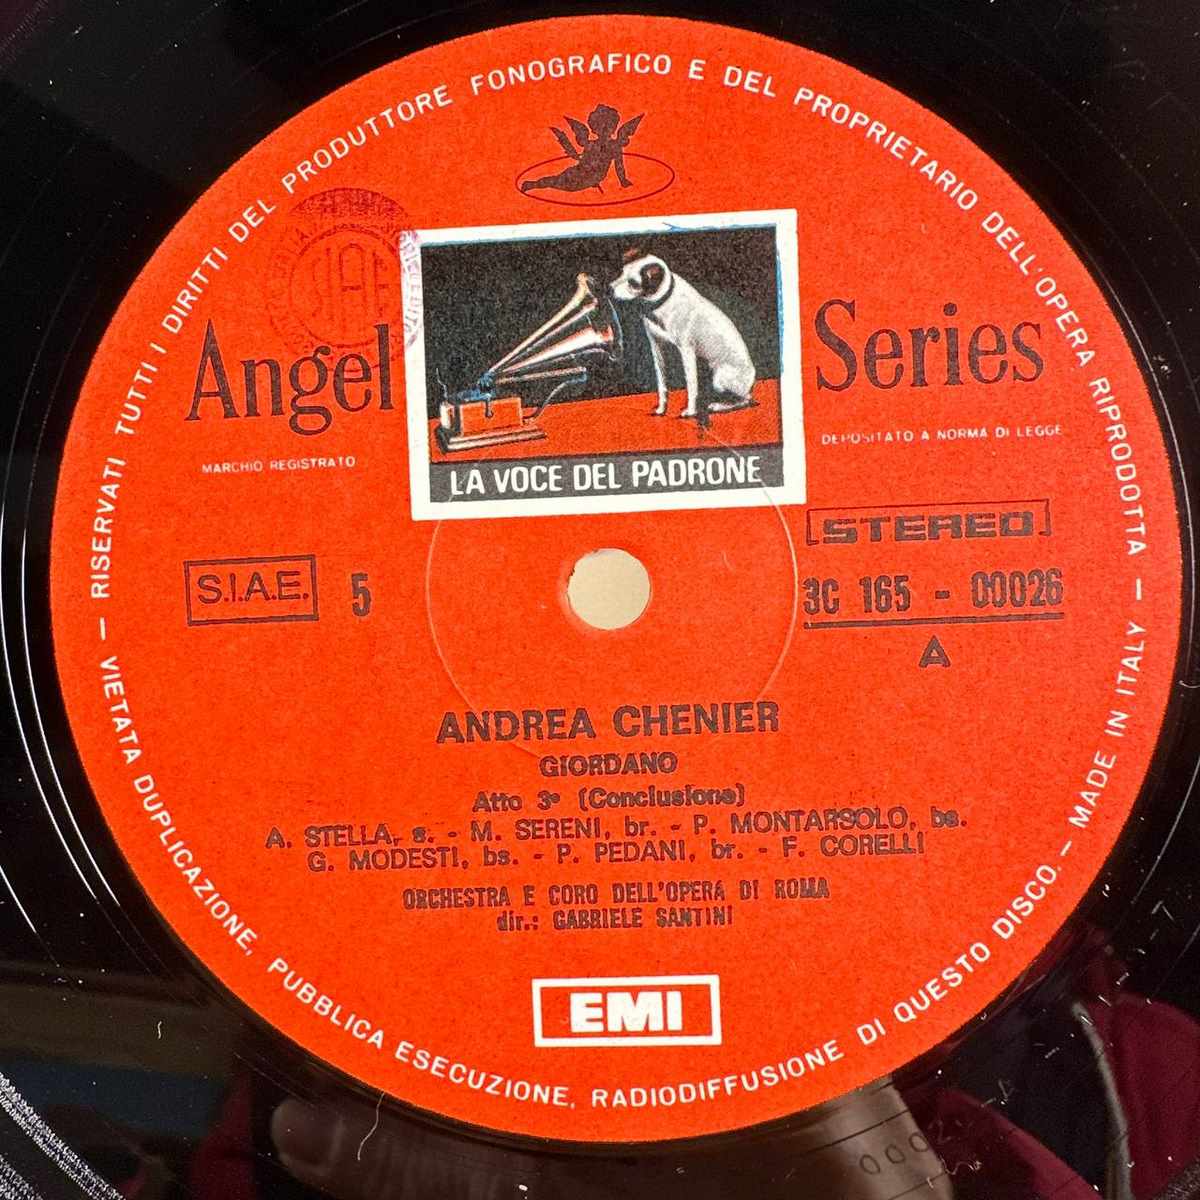 RISERVATI TUTTI I DIRITTI DEL PRODUTTORE FONOGRAFICO E DEL PROPRIETARIO DELL'OPERA RIPRODOTTA – MADE IN ITALY –
VIETATA DUPLICAZIONE, PUBBLICA ESECUZIONE, RADIODIFFUSIONE DI QUESTO DISCO. –
SIAE
Angel Series
MARCHIO REGISTRATO
DEPOSITATO A NORMA DI LEGGE
LA VOCE DEL PADRONE
STEREO
S.I.A.E. 5
3C 165 - 00026
A
ANDREA CHENIER
GIORDANO
Atto 3º (Conclusione)
A. STELLA, s. - M. SERENI, br. - P. MONTARSOLO, bs.
G. MODESTI, bs. - P. PEDANI, br. - F. CORELLI
ORCHESTRA E CORO DELL'OPERA DI ROMA
dir.: GABRIELE SANTINI
EMI